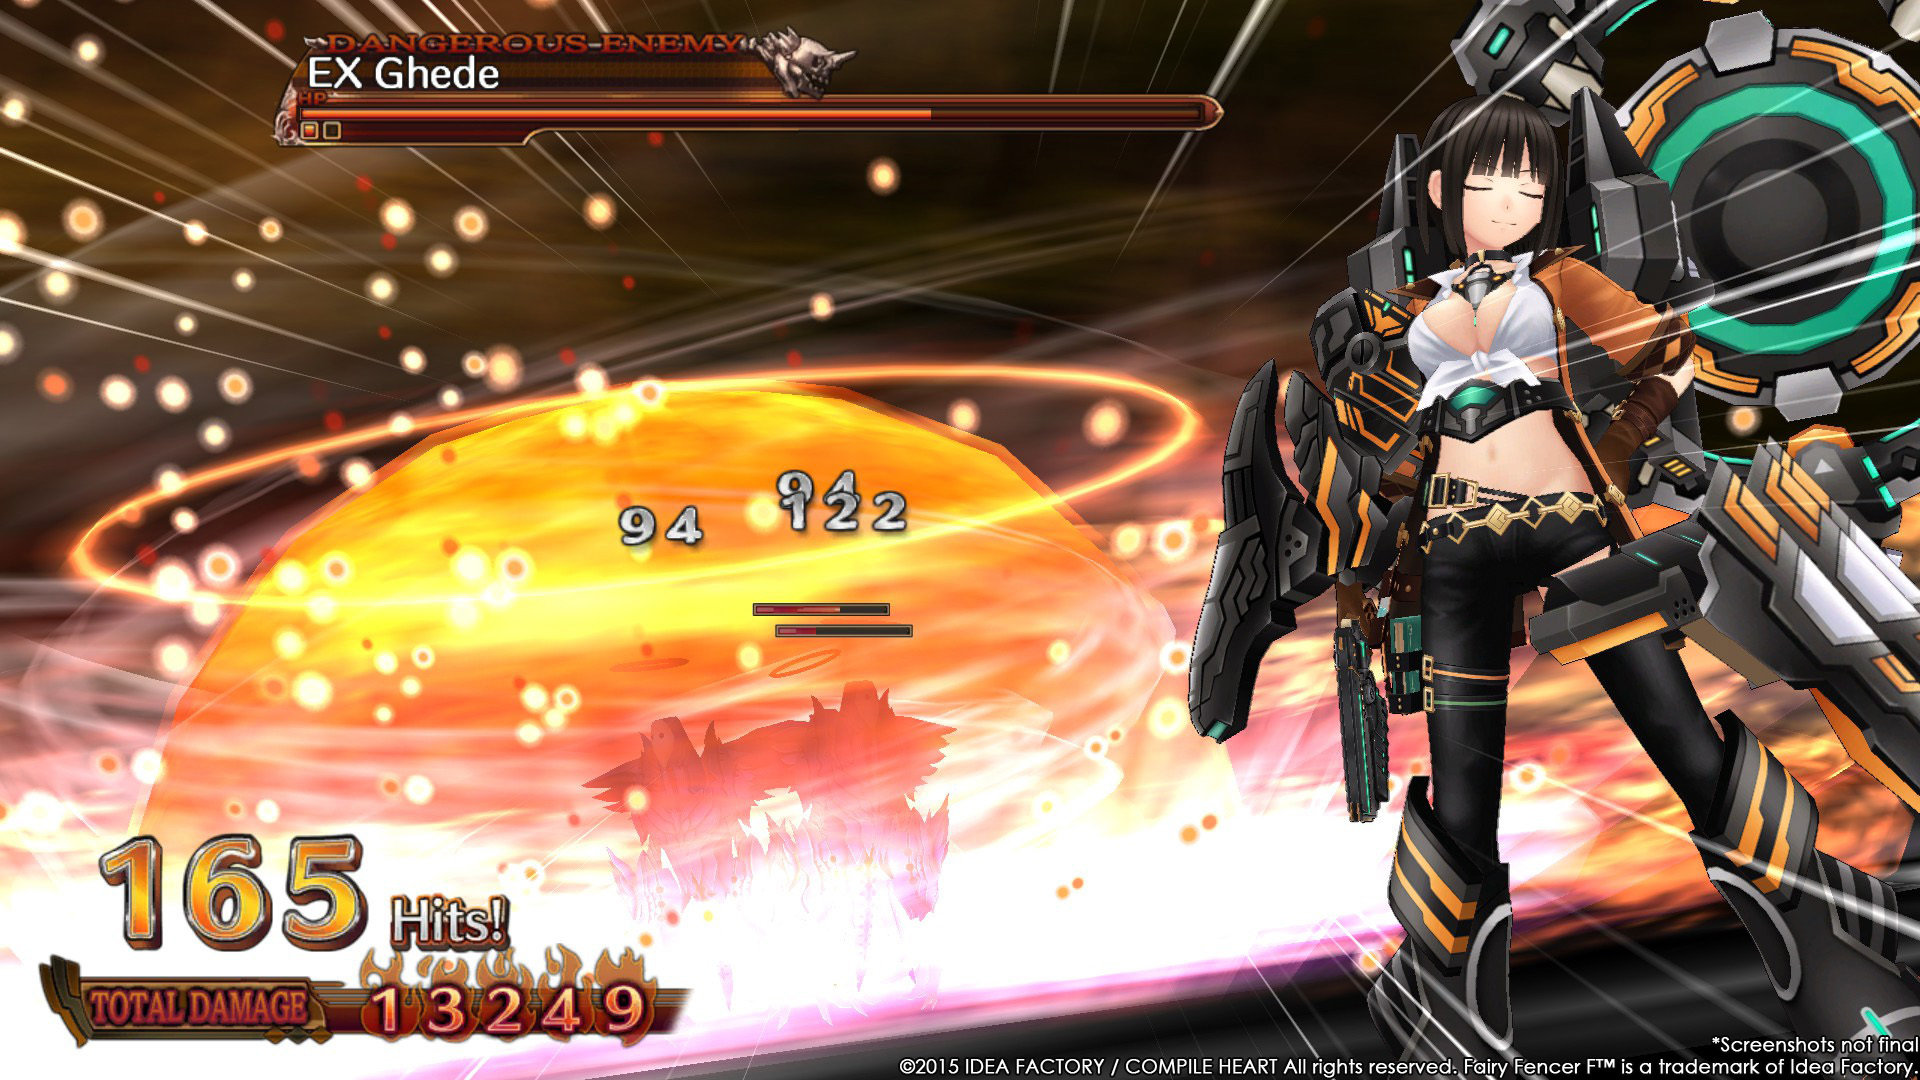 DANGEROUS ENEMY
EX Ghede
HP
94
94
122
165 Hits!
TOTAL DAMAGE 13249
*Screenshots not final
©2015 IDEA FACTORY / COMPILE HEART All rights reserved. Fairy Fencer F™ is a trademark of Idea Factory.